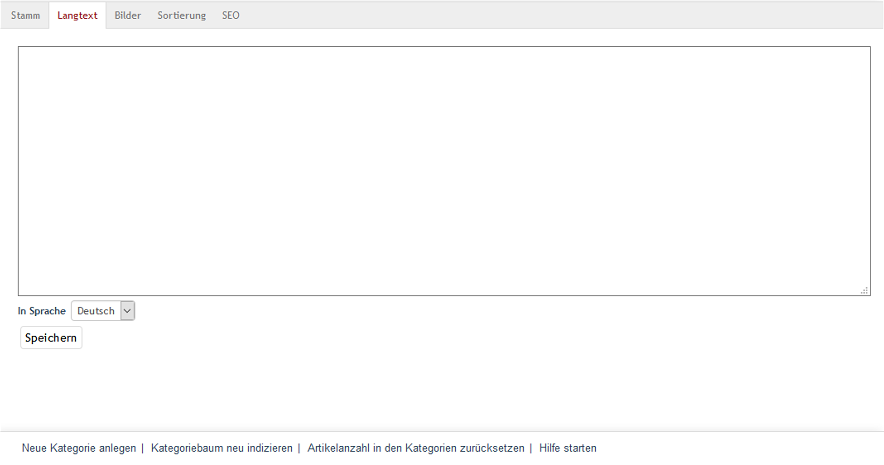 Stamm Langtext Bilder Sortierung SEO
In Sprache Deutsch
Speichern
Neue Kategorie anlegen | Kategoriebaum neu indizieren | Artikelanzahl in den Kategorien zurücksetzen | Hilfe starten